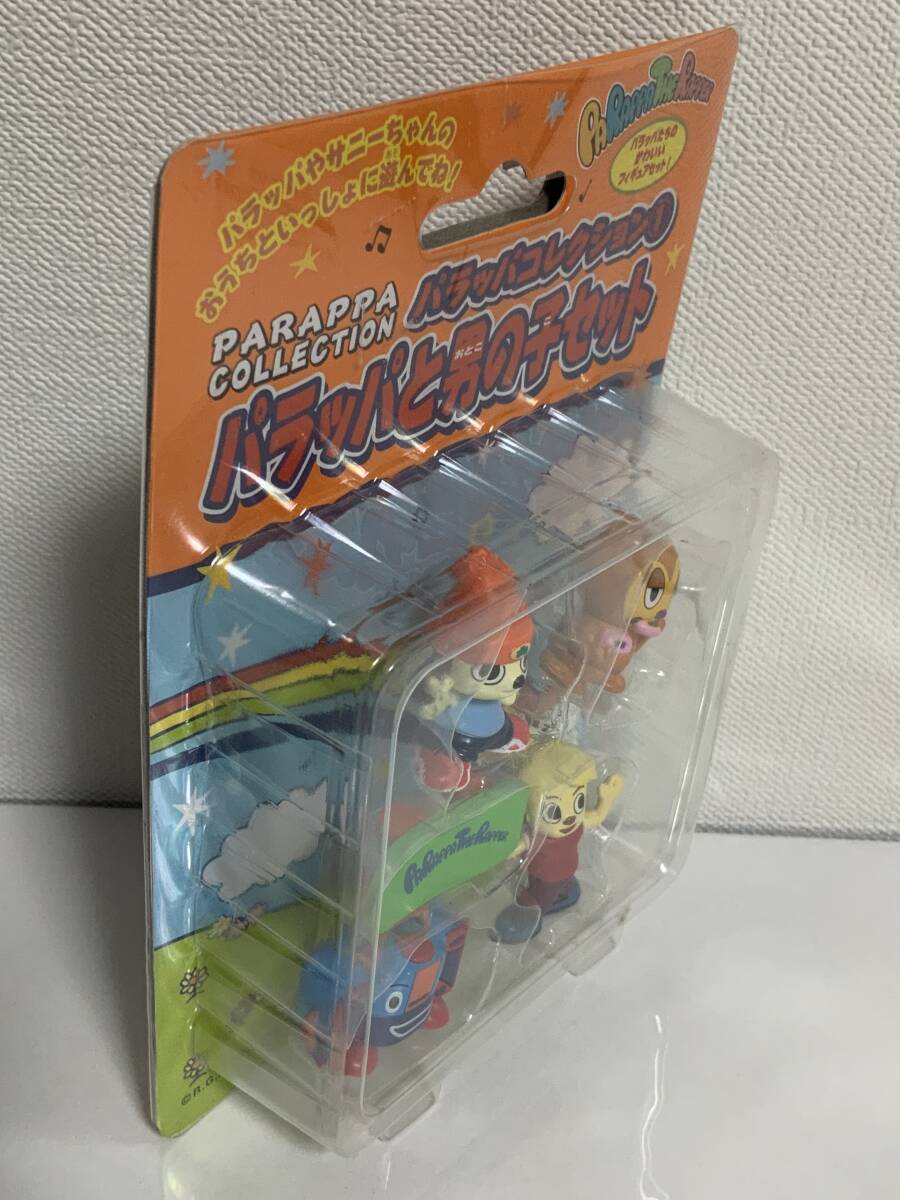 パラッパやサニーちゃんの
おうちといっしょに遊んでね!
PARAPPA THE RAPPER
パラッパたちの
かわいい
フィギュアセット!
PARAPPA
COLLECTION
パラッパコレクション①
パラッパと男の子セット
おとこ
こ
PARAPPA THE RAPPER
©R.G